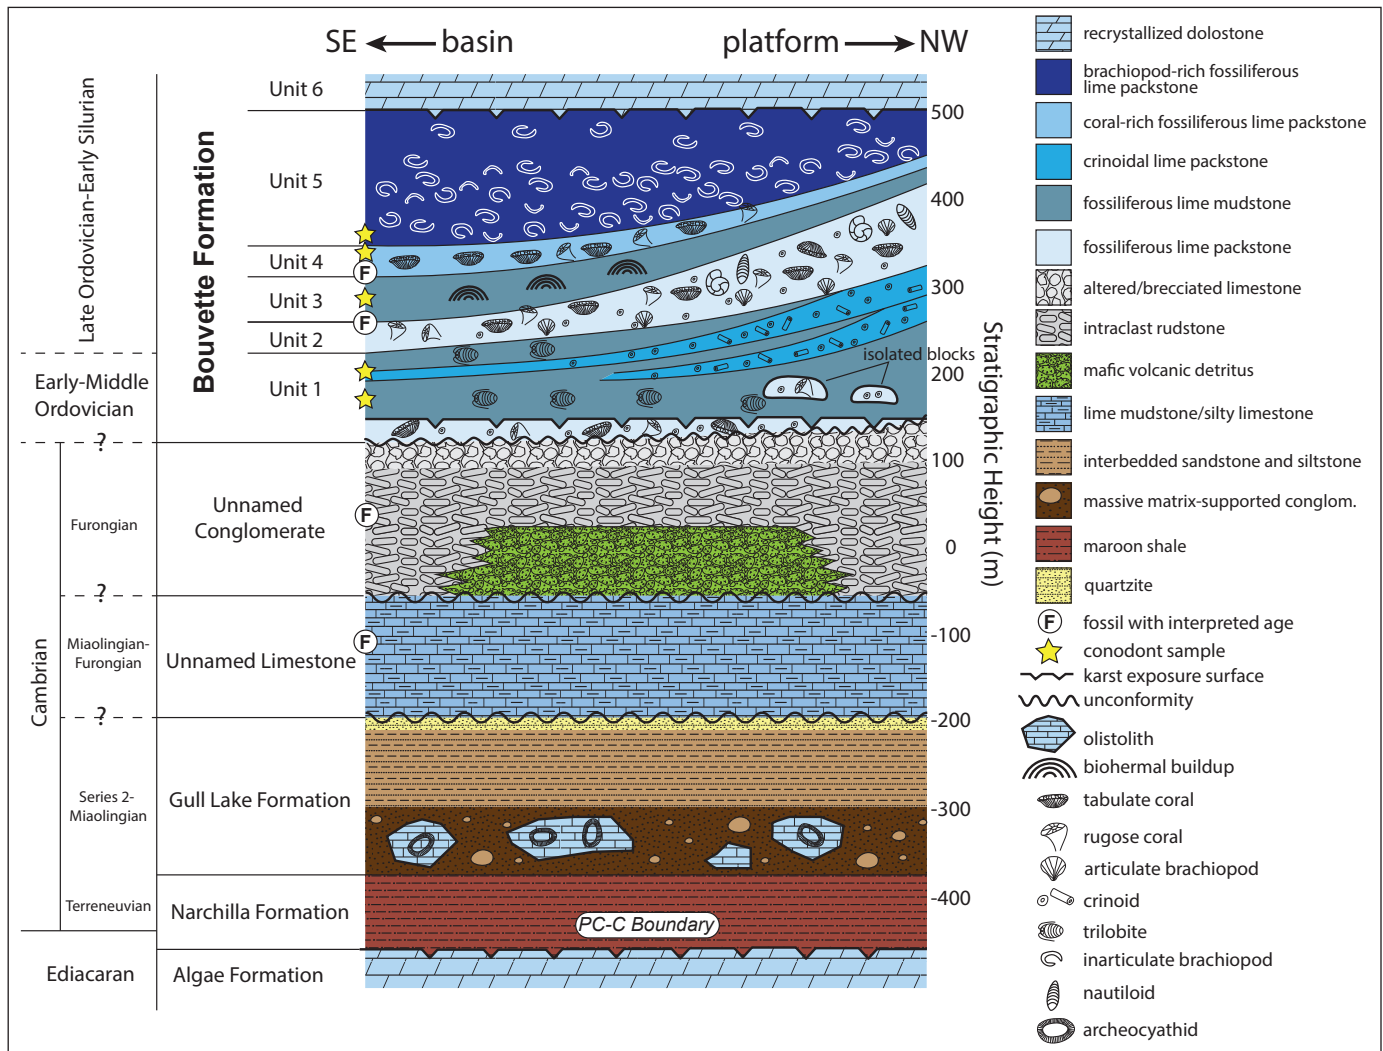 SE basin platform NW
Late Ordovician-Early Silurian
Early-Middle
Ordovician
?
Cambrian
Furongian
?
Miaolingian-
Furongian
?
Series 2-
Miaolingian
Terreneuvian
Ediacaran
Bouvette Formation
Unit 6
Unit 5
Unit 4
Unit 3
Unit 2
Unit 1
Unnamed
Conglomerate
Unnamed Limestone
Gull Lake Formation
Narchilla Formation
Algae Formation
F
F
F
F
isolated blocks
PC-C Boundary
500
400
300
200
100
0
-100
-200
-300
-400
Stratigraphic Height (m)
recrystallized dolostone
brachiopod-rich fossiliferous
lime packstone
coral-rich fossiliferous lime packstone
crinoidal lime packstone
fossiliferous lime mudstone
fossiliferous lime packstone
altered/brecciated limestone
intraclast rudstone
mafic volcanic detritus
lime mudstone/silty limestone
interbedded sandstone and siltstone
massive matrix-supported conglom.
maroon shale
quartzite
F fossil with interpreted age
conodont sample
karst exposure surface
unconformity
olistolith
biohermal buildup
tabulate coral
rugose coral
articulate brachiopod
crinoid
trilobite
inarticulate brachiopod
nautiloid
archeocyathid